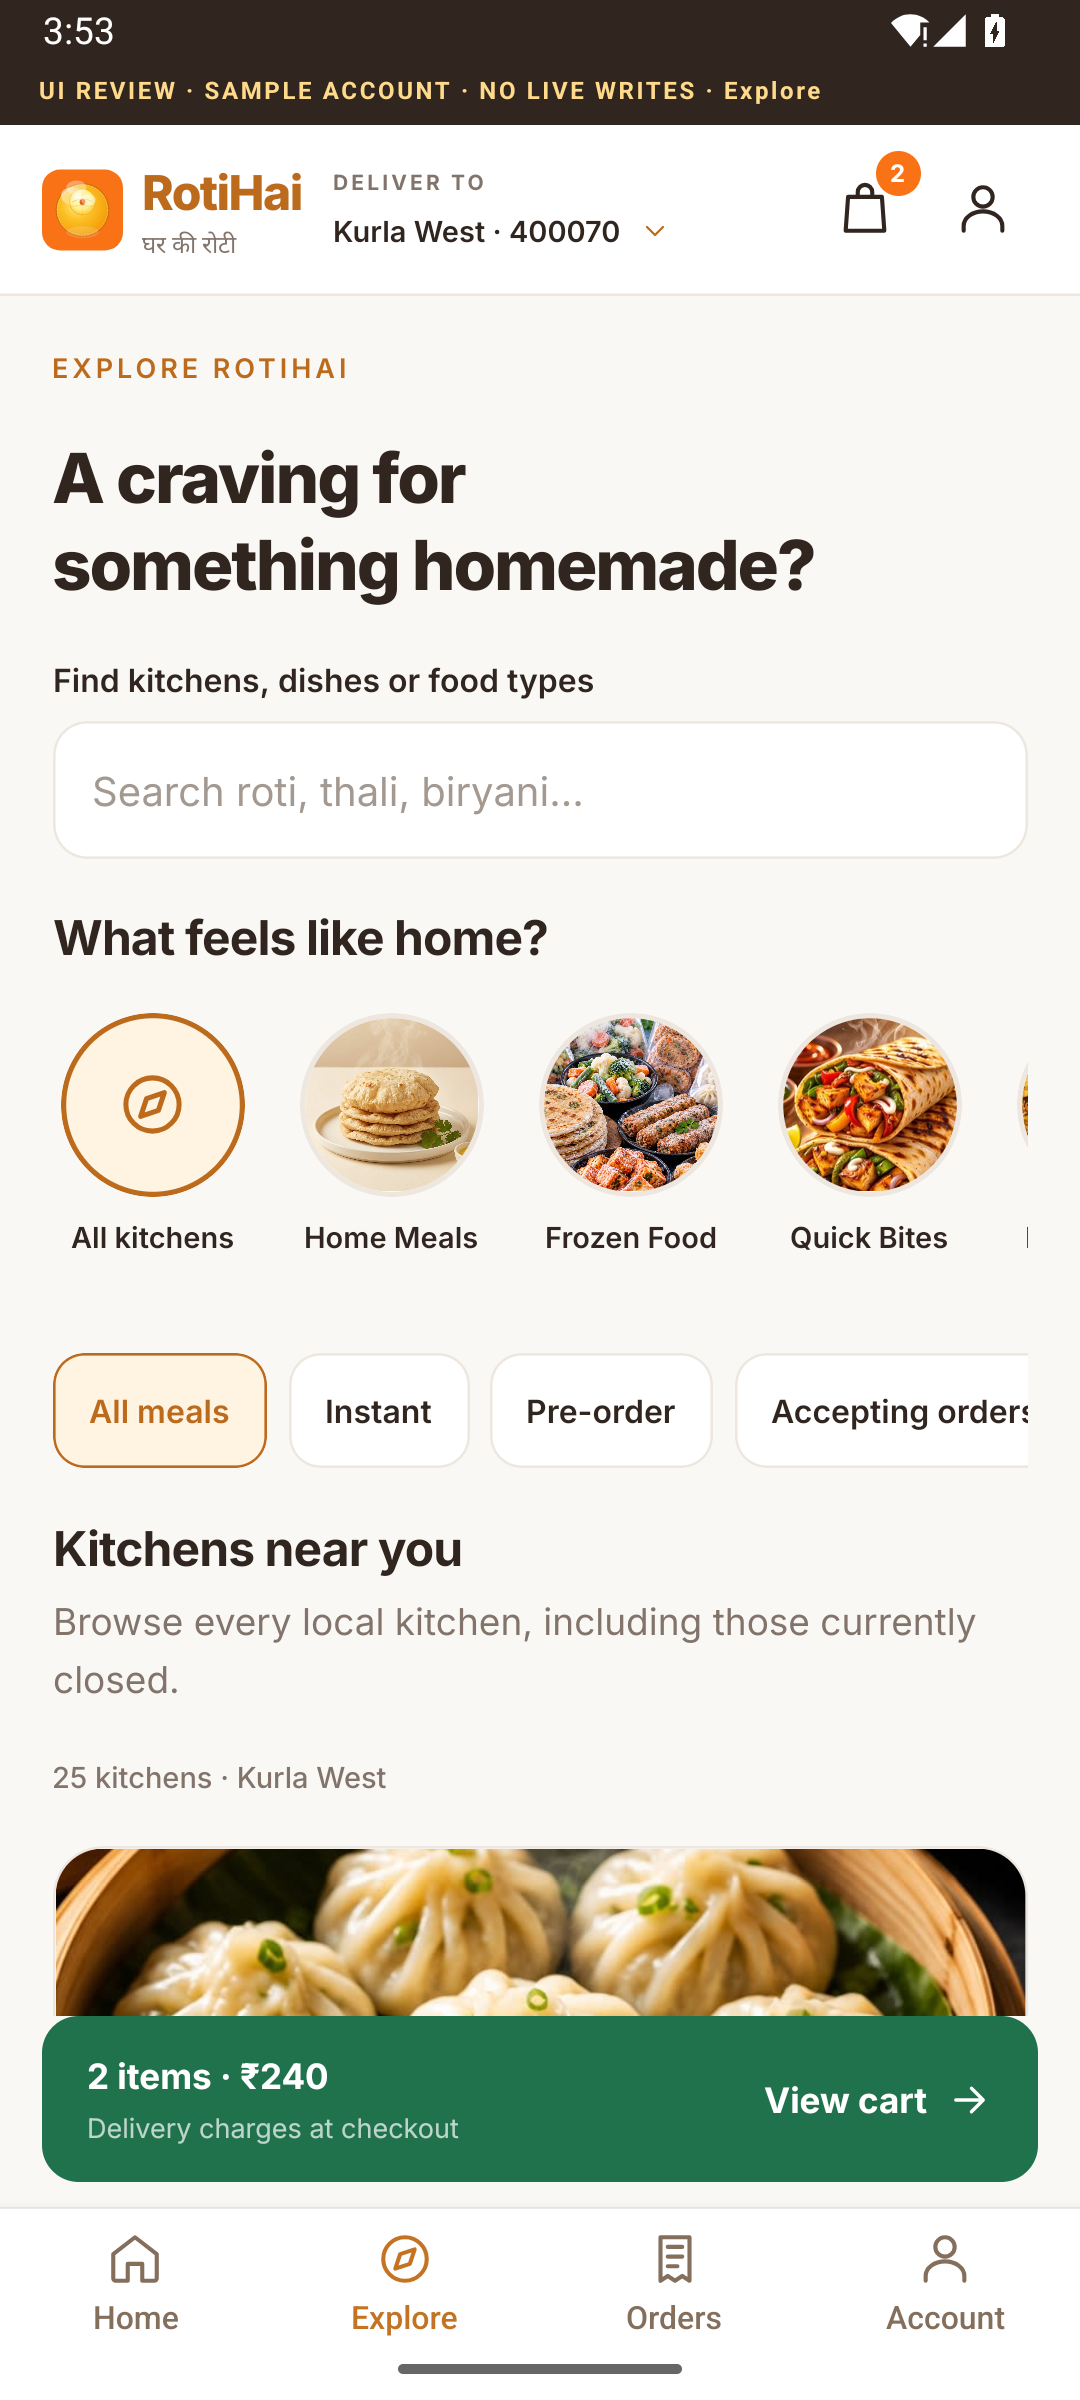 3:53
UI REVIEW · SAMPLE ACCOUNT · NO LIVE WRITES · Explore
RotiHai
घर की रोटी
DELIVER TO
Kurla West · 400070
2
EXPLORE ROTIHAI
A craving for
something homemade?
Find kitchens, dishes or food types
Search roti, thali, biryani...
What feels like home?
All kitchens
Home Meals
Frozen Food
Quick Bites
All meals
Instant
Pre-order
Accepting orders
Kitchens near you
Browse every local kitchen, including those currently
closed.
25 kitchens · Kurla West
2 items · ₹240
Delivery charges at checkout
View cart
Home
Explore
Orders
Account